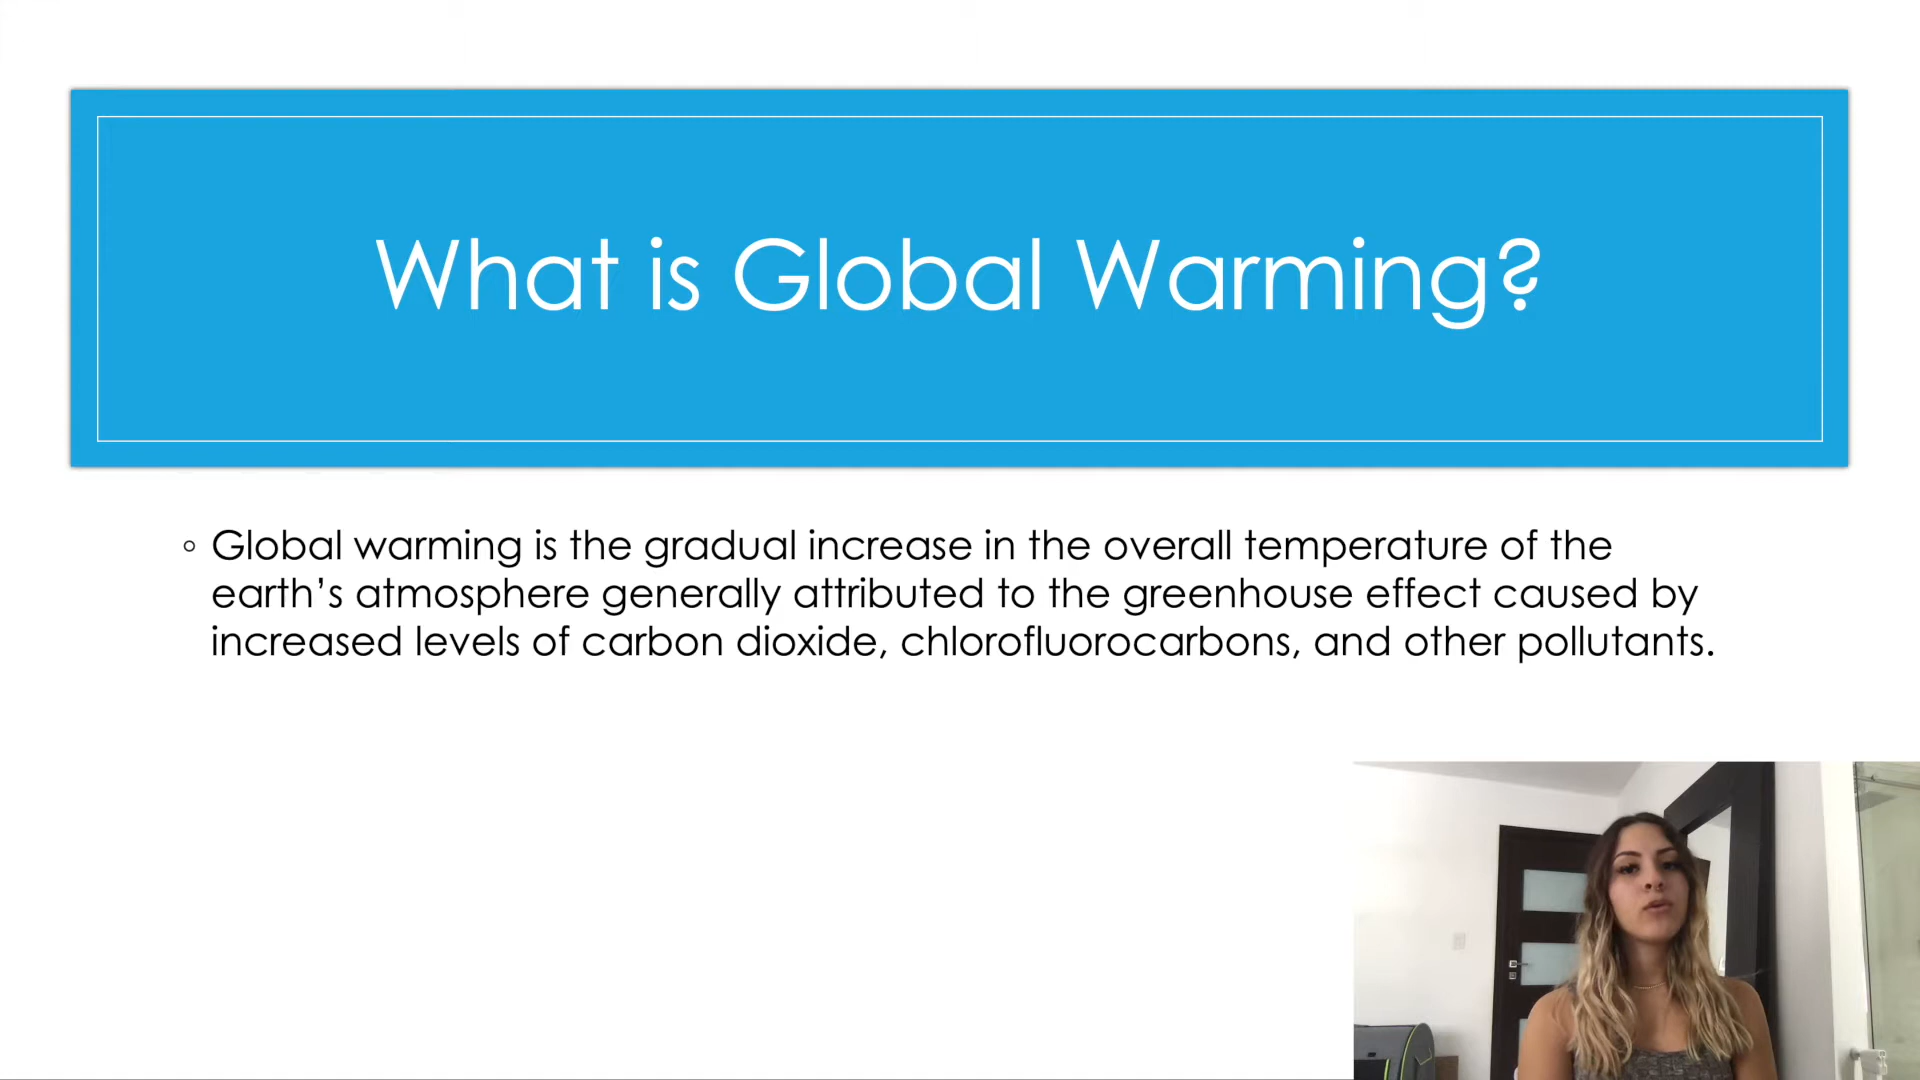 What is Global Warming?
◦ Global warming is the gradual increase in the overall temperature of the
earth’s atmosphere generally attributed to the greenhouse effect caused by
increased levels of carbon dioxide, chlorofluorocarbons, and other pollutants.